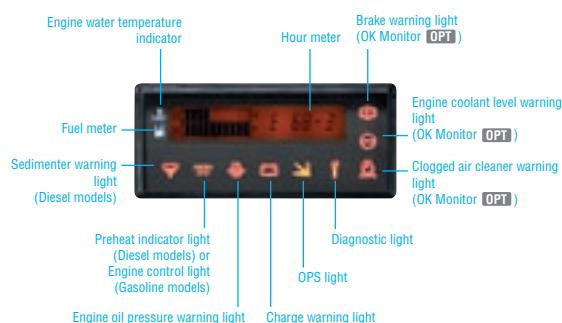 Engine water temperature
indicator
Hour meter
Brake warning light
(OK Monitor OPT )
Fuel meter
Engine coolant level warning
light
(OK Monitor OPT )
Sedimenter warning
light
(Diesel models)
Clogged air cleaner warning
light
(OK Monitor OPT )
Preheat indicator light
(Diesel models) or
Engine control light
(Gasoline models)
Diagnostic light
OPS light
Engine oil pressure warning light
Charge warning light